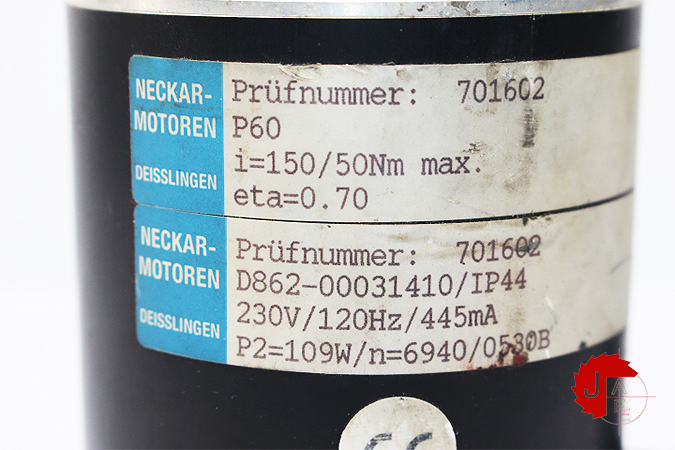 NECKAR-
MOTOREN
DEISSLINGEN
Prüfnummer: 701602
P60
i=150/50Nm max.
eta=0.70
NECKAR-
MOTOREN
DEISSLINGEN
Prüfnummer: 701602
D862-00031410/IP44
230V/120Hz/445mA
P2=109W/n=6940/0530B
CE
J